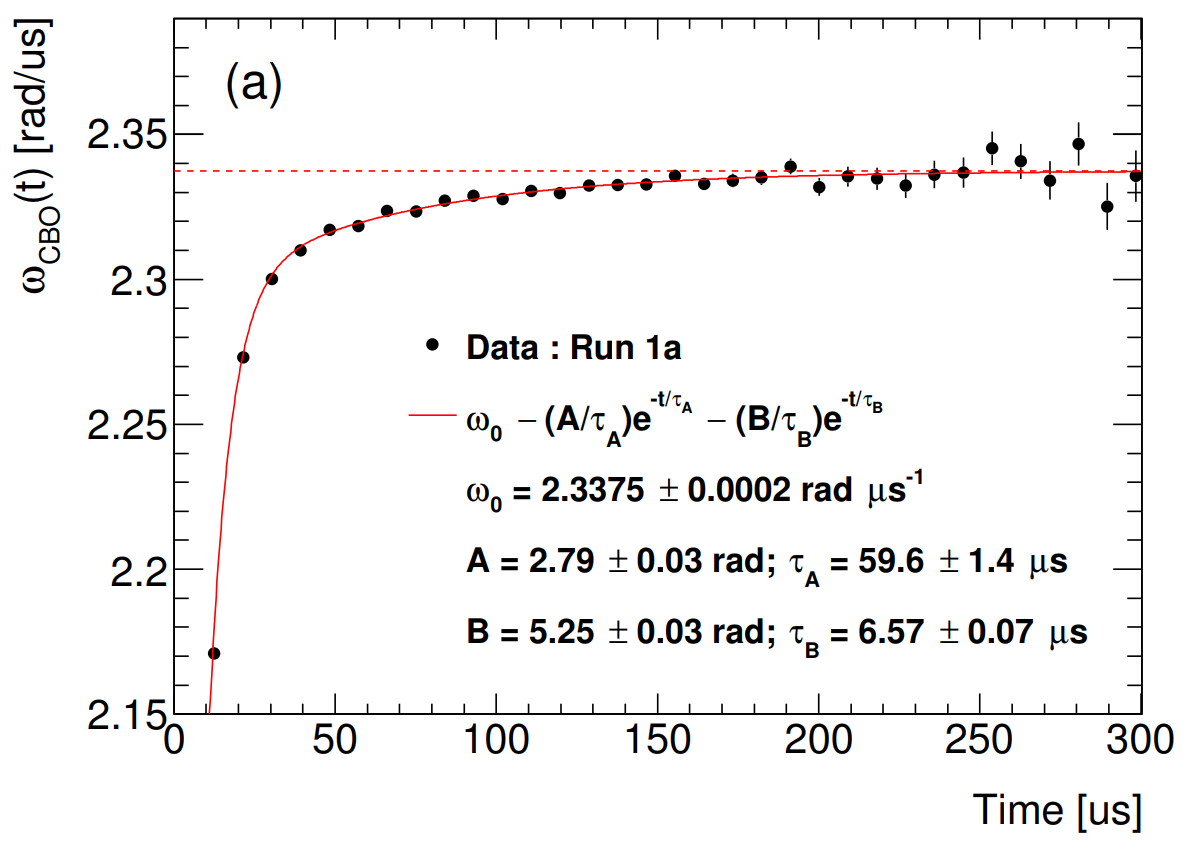 (a)
ω_CBO(t) [rad/us]
2.35
2.3
2.25
2.2
2.15
Data : Run 1a
ω₀ − (A/τ_A)e^(-t/τ_A) − (B/τ_B)e^(-t/τ_B)
ω₀ = 2.3375 ± 0.0002 rad μs⁻¹
A = 2.79 ± 0.03 rad; τ_A = 59.6 ± 1.4 μs
B = 5.25 ± 0.03 rad; τ_B = 6.57 ± 0.07 μs
0 50 100 150 200 250 300
Time [us]